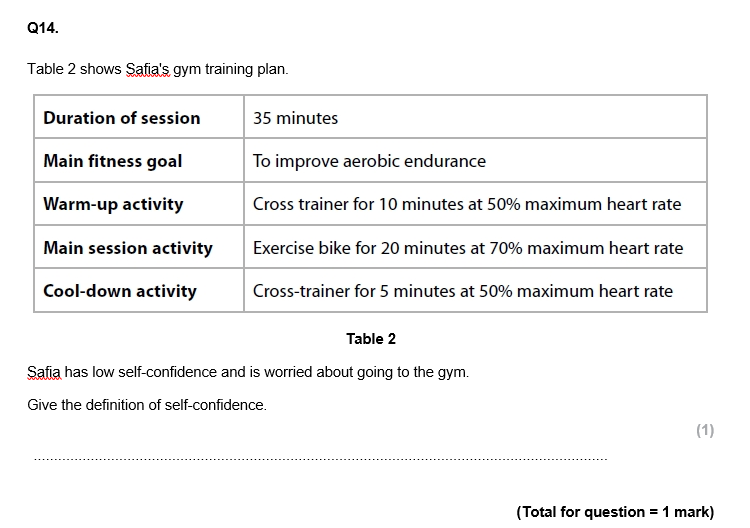 Q14.
Table 2 shows Safia's gym training plan.
Duration of session 35 minutes
Main fitness goal To improve aerobic endurance
Warm-up activity Cross trainer for 10 minutes at 50% maximum heart rate
Main session activity Exercise bike for 20 minutes at 70% maximum heart rate
Cool-down activity Cross-trainer for 5 minutes at 50% maximum heart rate
Table 2
Safia has low self-confidence and is worried about going to the gym.
Give the definition of self-confidence.
(1)
(Total for question = 1 mark)